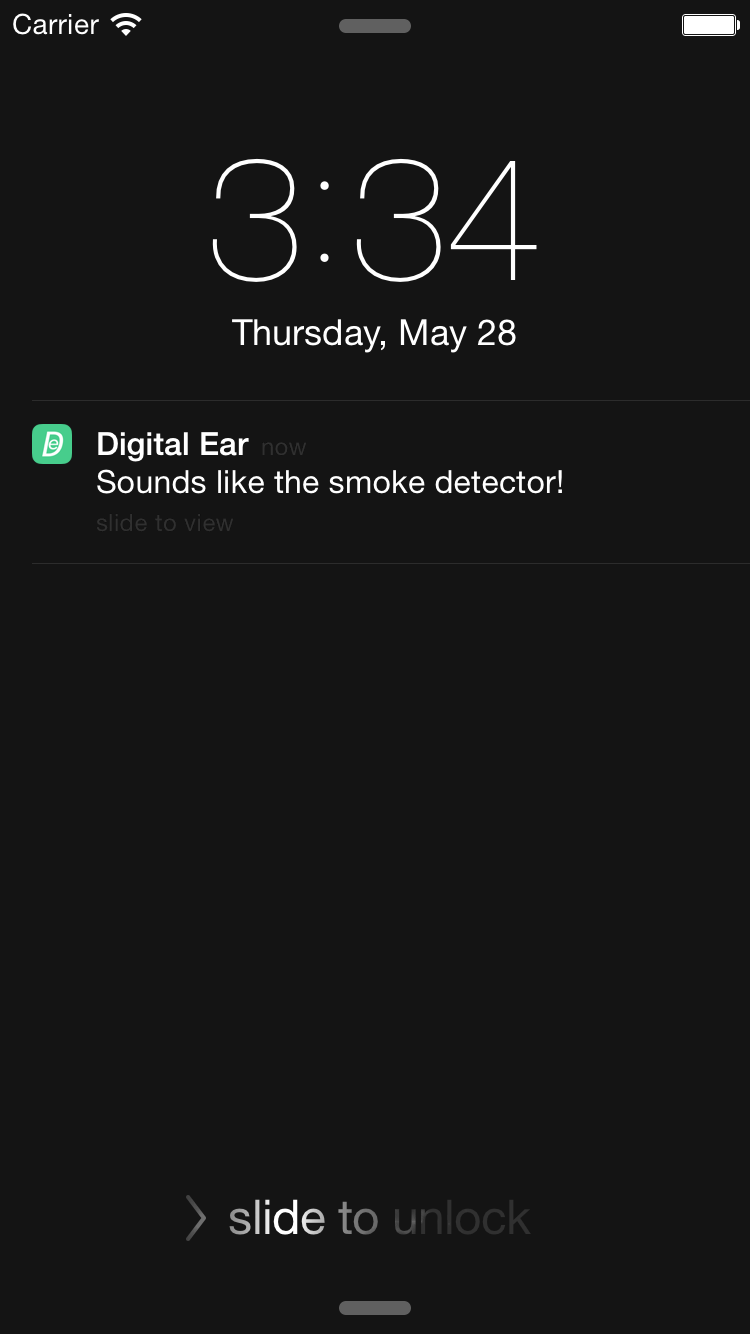 Carrier
3:34
Thursday, May 28
De
Digital Ear now
Sounds like the smoke detector!
slide to view
slide to unlock